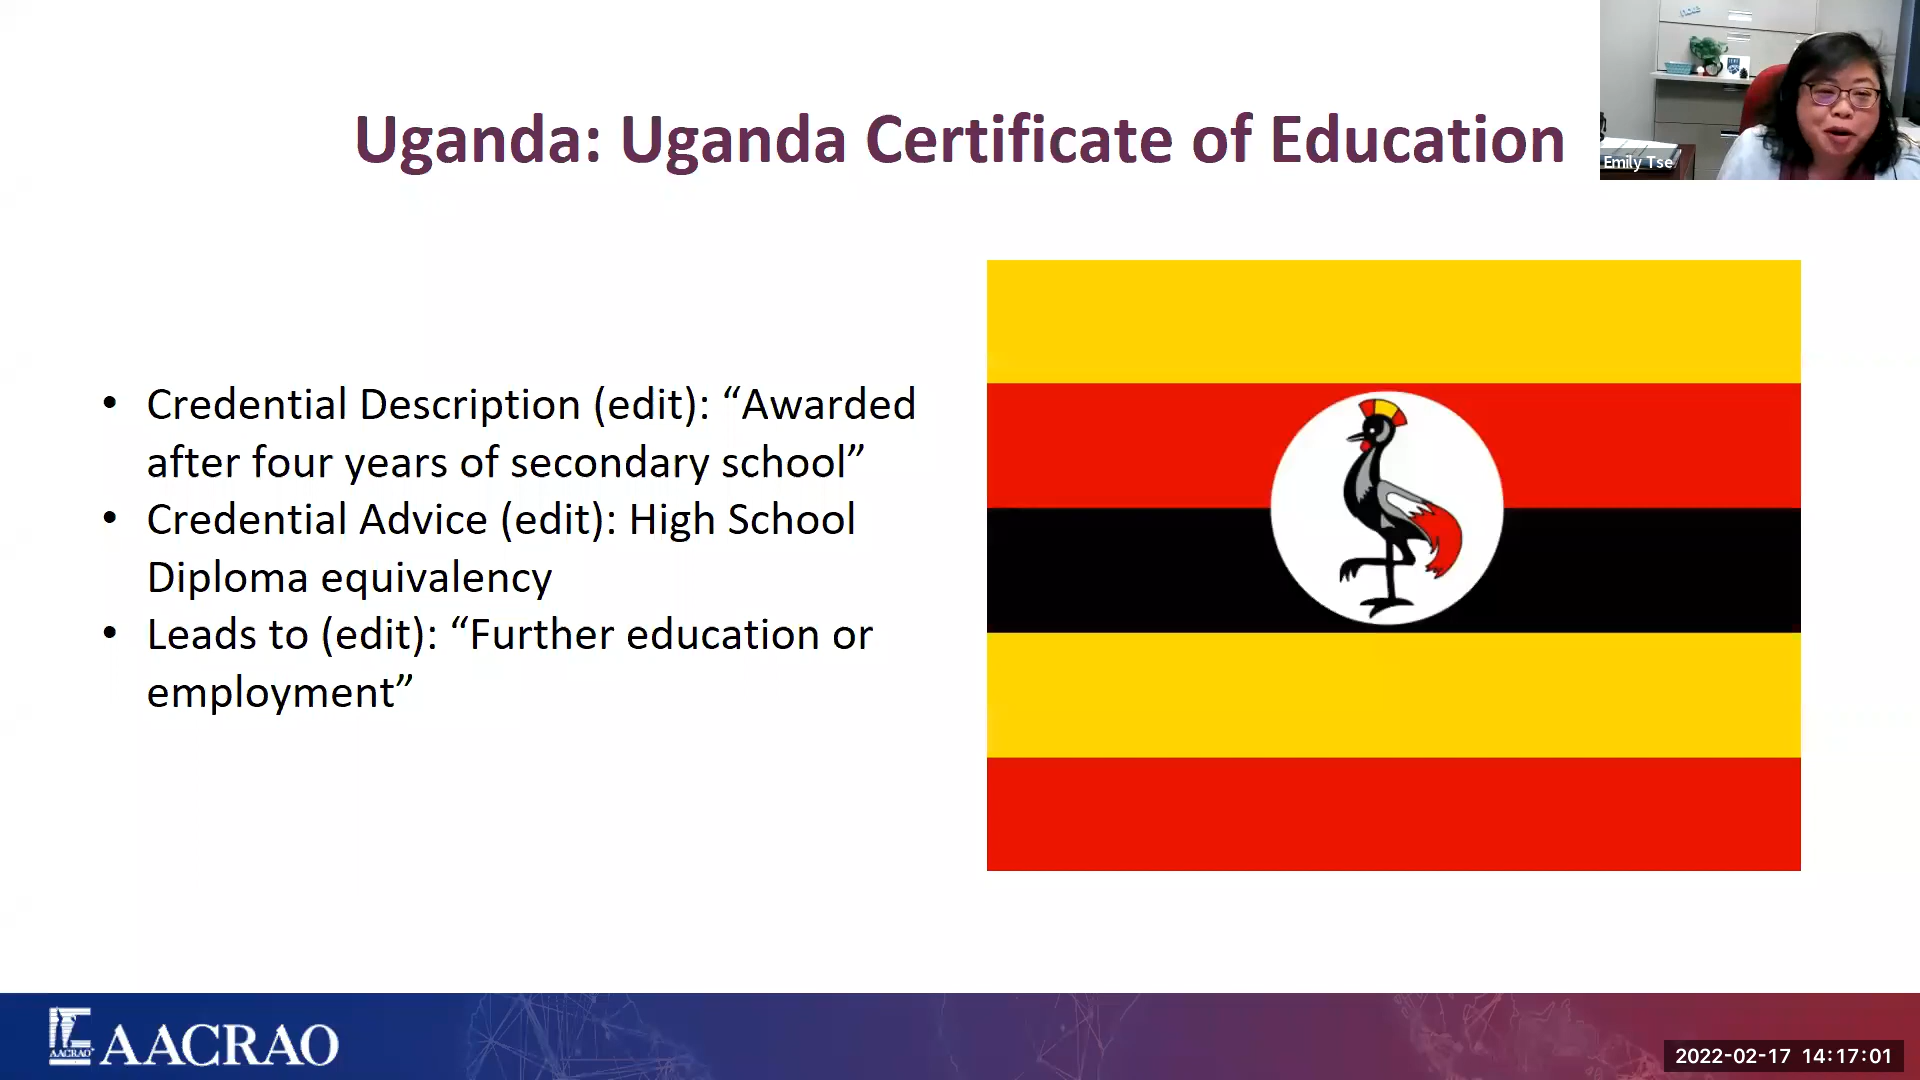 Uganda: Uganda Certificate of Education
Emily Tse
• Credential Description (edit): “Awarded
after four years of secondary school”
• Credential Advice (edit): High School
Diploma equivalency
• Leads to (edit): “Further education or
employment”
AACRAO
AACRAO
2022-02-17 14:17:01